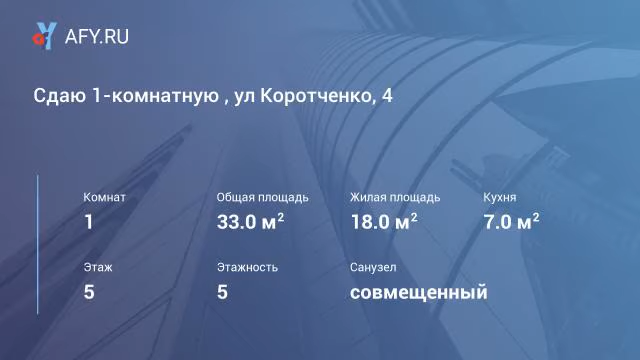 AFY.RU
Сдаю 1-комнатную , ул Коротченко, 4
Комнат Общая площадь Жилая площадь Кухня
1 33.0 м² 18.0 м² 7.0 м²
Этаж Этажность Санузел
5 5 совмещенный